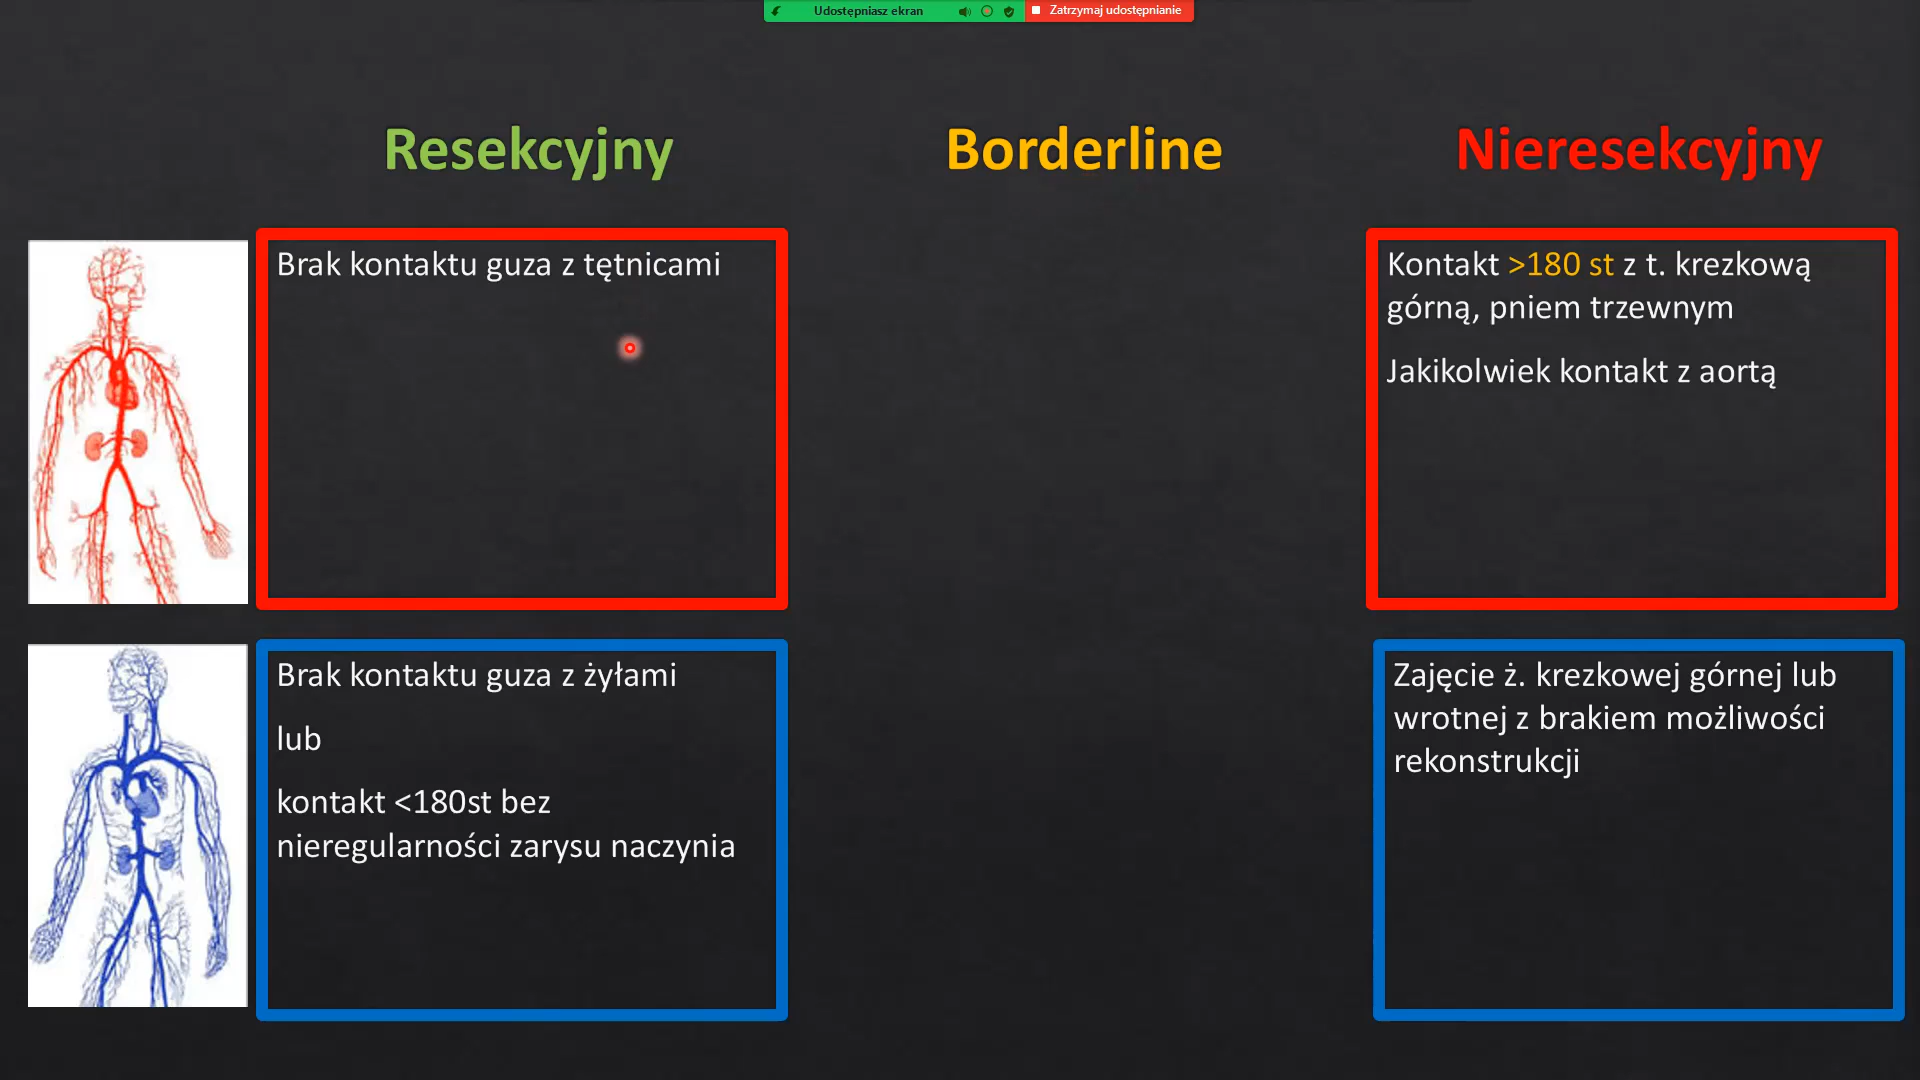 Udostępniasz ekran
Zatrzymaj udostępnianie
Resekcyjny
Borderline
Nieresekcyjny
Brak kontaktu guza z tętnicami
Kontakt >180 st z t. krezkową
górną, pniem trzewnym
Jakikolwiek kontakt z aortą
Brak kontaktu guza z żyłami
lub
kontakt <180st bez
nieregularności zarysu naczynia
Zajęcie ż. krezkowej górnej lub
wrotnej z brakiem możliwości
rekonstrukcji